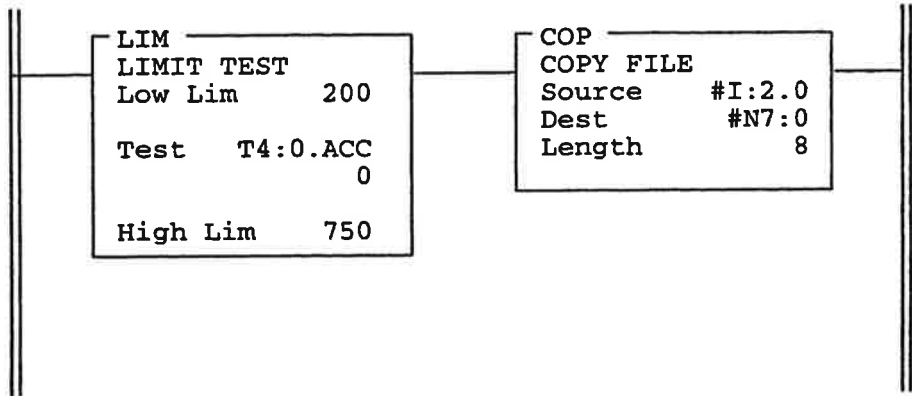 LIM
LIMIT TEST
Low Lim 200
Test T4:0.ACC
0
High Lim 750
COP
COPY FILE
Source #I:2.0
Dest #N7:0
Length 8